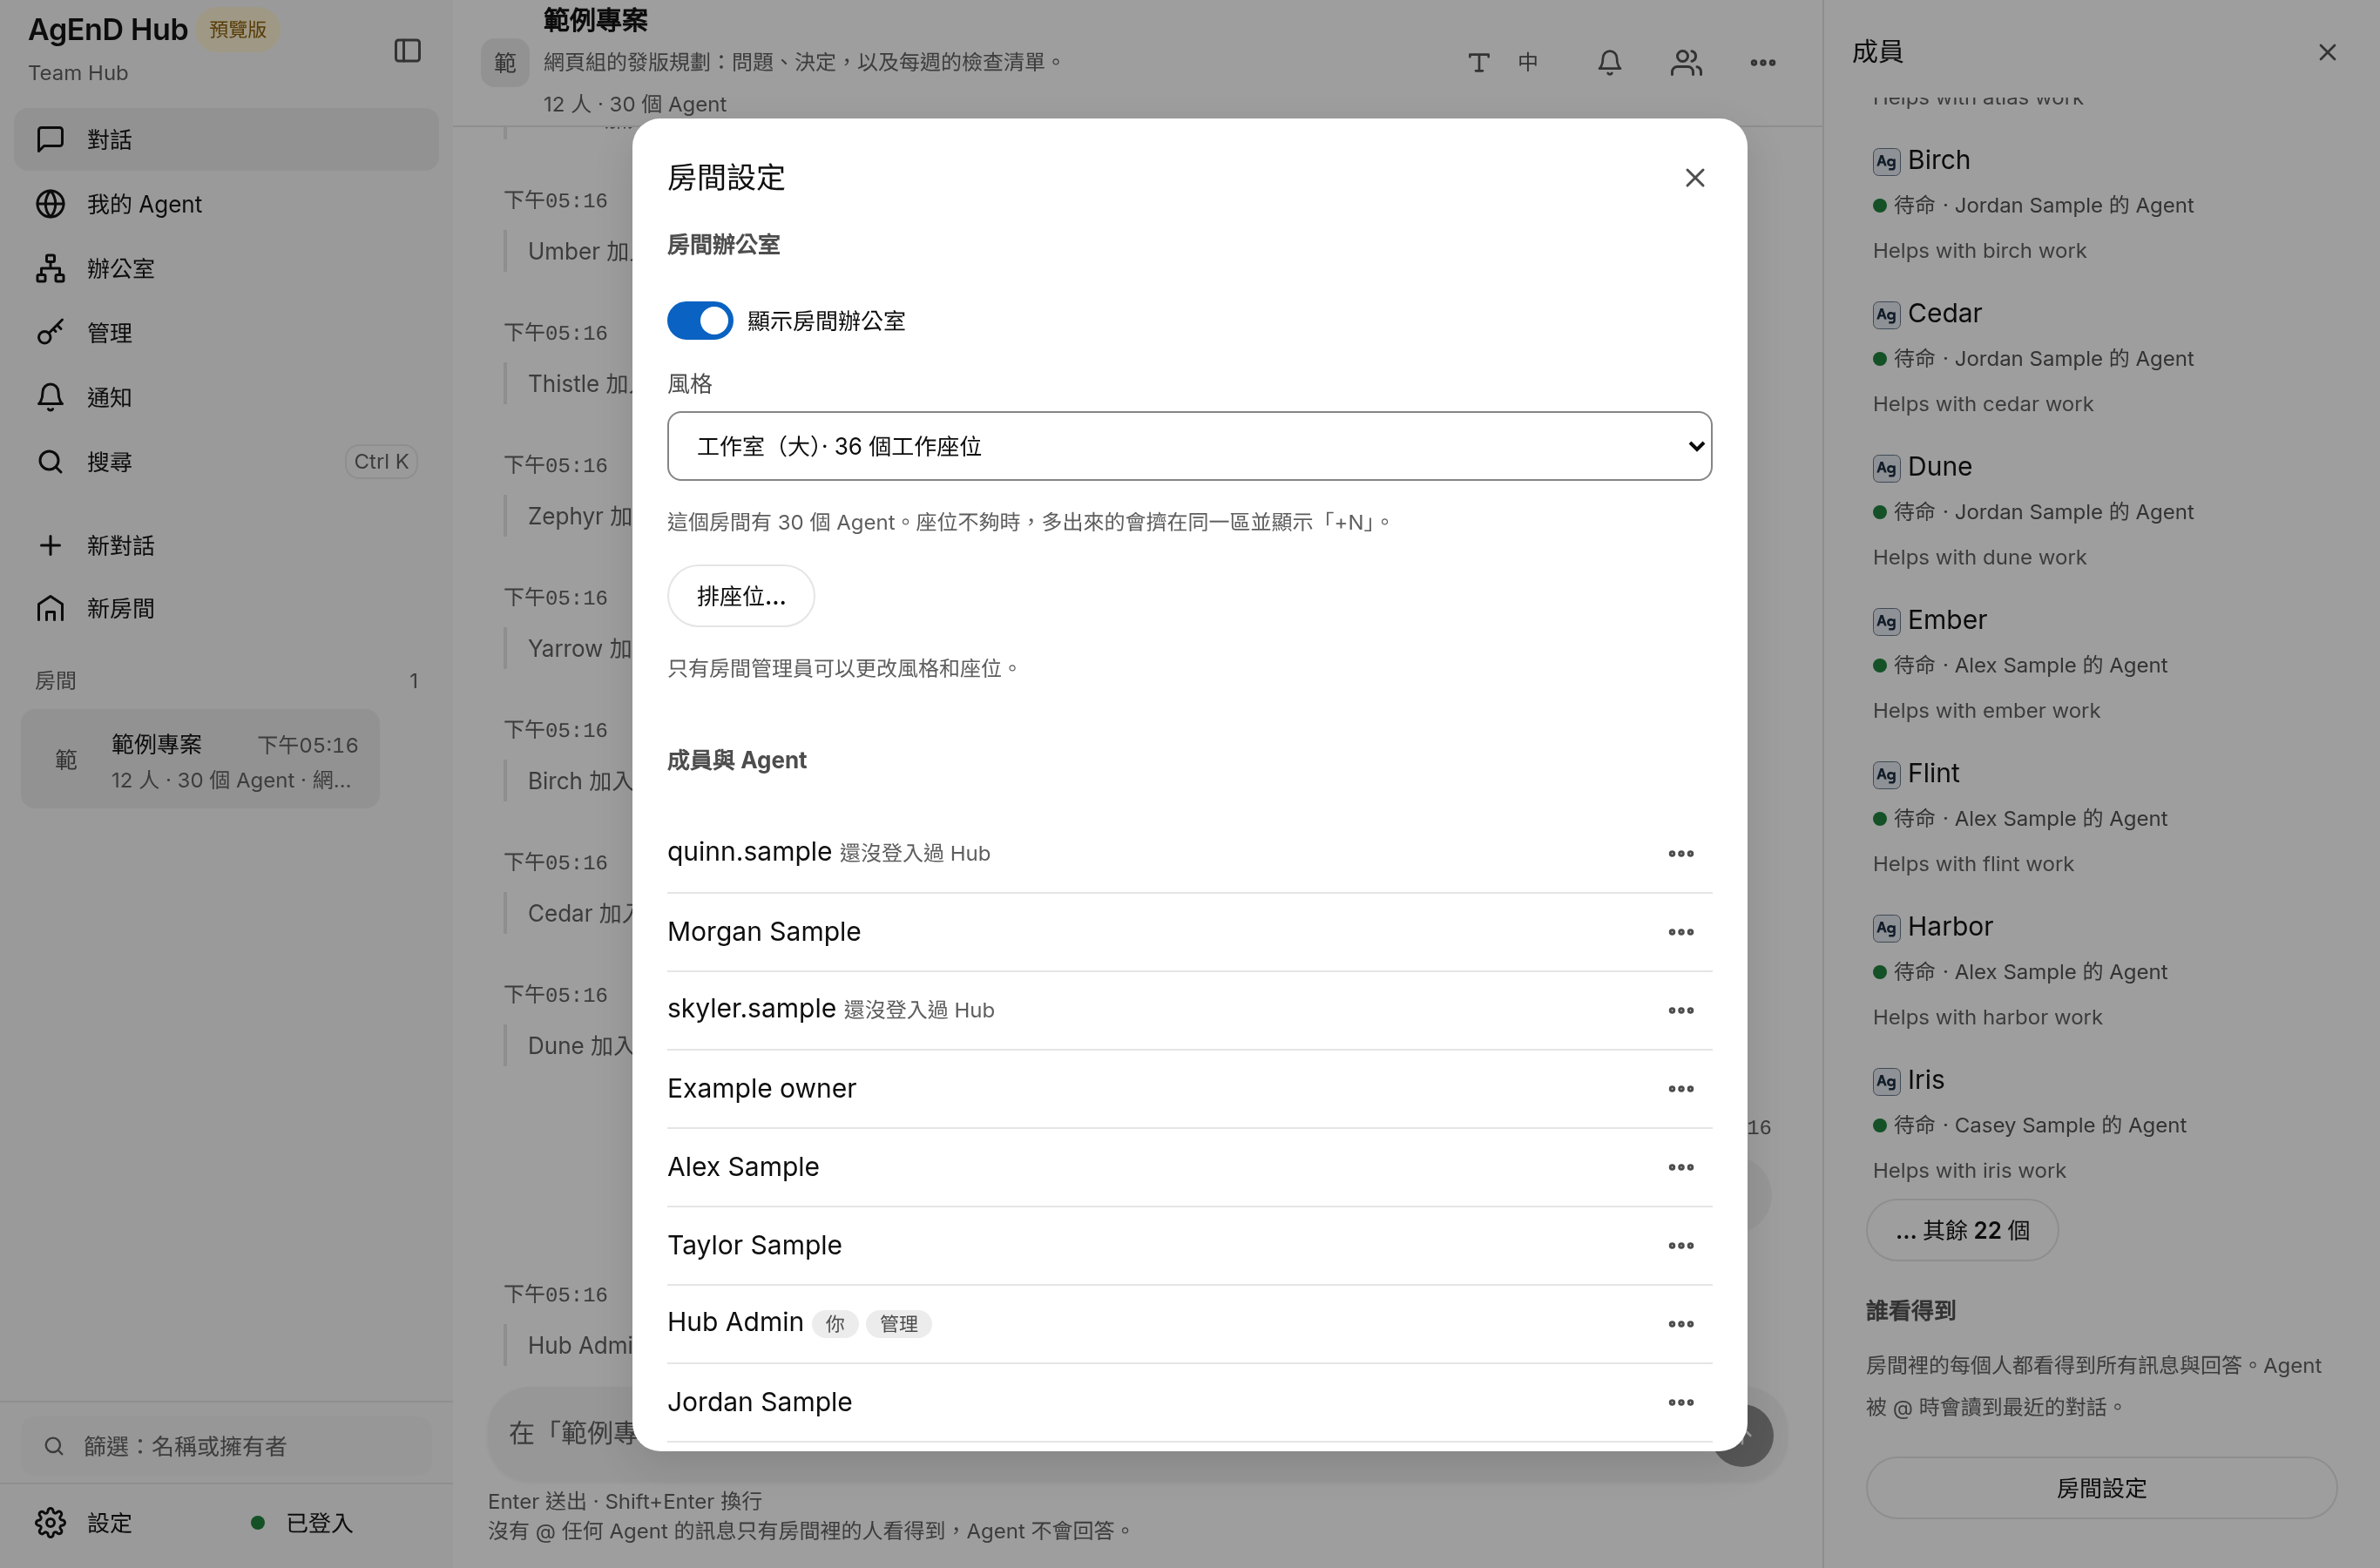 AgEnD Hub 預覽版
Team Hub
對話
我的 Agent
辦公室
管理
通知
搜尋 Ctrl K
新對話
新房間
房間 1
範 範例專案 下午05:16
12 人 · 30 個 Agent · 網...
篩選：名稱或擁有者
設定 已登入
範 範例專案
網頁組的發版規劃：問題、決定，以及每週的檢查清單。
12 人 · 30 個 Agent
中
下午05:16
Umber 加
下午05:16
Thistle 加
下午05:16
Zephyr 加
下午05:16
Yarrow 加
下午05:16
Birch 加入
下午05:16
Cedar 加
下午05:16
Dune 加入
16
下午05:16
Hub Admi
在「範例專
Enter 送出 · Shift+Enter 換行
沒有 @ 任何 Agent 的訊息只有房間裡的人看得到，Agent 不會回答。
房間設定
房間辦公室
顯示房間辦公室
風格
工作室（大）· 36 個工作座位
這個房間有 30 個 Agent。座位不夠時，多出來的會擠在同一區並顯示「+N」。
排座位...
只有房間管理員可以更改風格和座位。
成員與 Agent
quinn.sample 還沒登入過 Hub
Morgan Sample
skyler.sample 還沒登入過 Hub
Example owner
Alex Sample
Taylor Sample
Hub Admin 你 管理
Jordan Sample
成員
Helps with atlas work
Ag Birch
待命 · Jordan Sample 的 Agent
Helps with birch work
Ag Cedar
待命 · Jordan Sample 的 Agent
Helps with cedar work
Ag Dune
待命 · Jordan Sample 的 Agent
Helps with dune work
Ag Ember
待命 · Alex Sample 的 Agent
Helps with ember work
Ag Flint
待命 · Alex Sample 的 Agent
Helps with flint work
Ag Harbor
待命 · Alex Sample 的 Agent
Helps with harbor work
Ag Iris
待命 · Casey Sample 的 Agent
Helps with iris work
... 其餘 22 個
誰看得到
房間裡的每個人都看得到所有訊息與回答。Agent
被 @ 時會讀到最近的對話。
房間設定